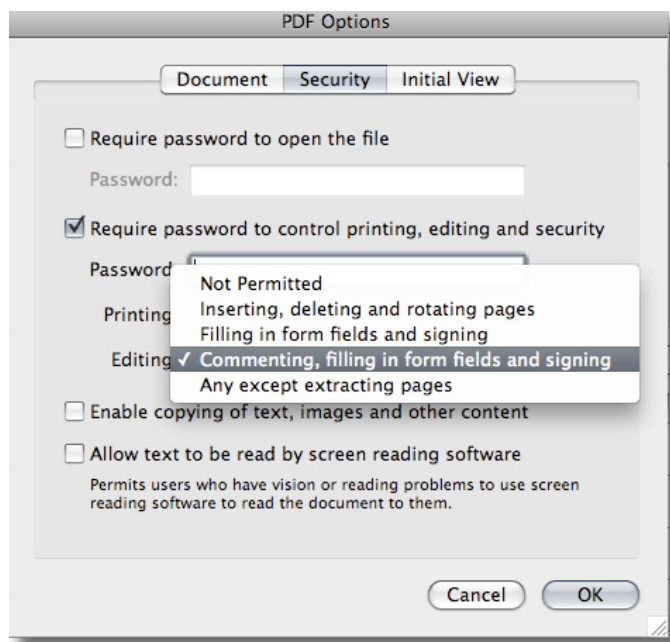 PDF Options
Document Security Initial View
Require password to open the file
Password:
Require password to control printing, editing and security
Password
Not Permitted
Inserting, deleting and rotating pages
Printing
Filling in form fields and signing
Editing ✓ Commenting, filling in form fields and signing
Any except extracting pages
Enable copying of text, images and other content
Allow text to be read by screen reading software
Permits users who have vision or reading problems to use screen
reading software to read the document to them.
Cancel OK